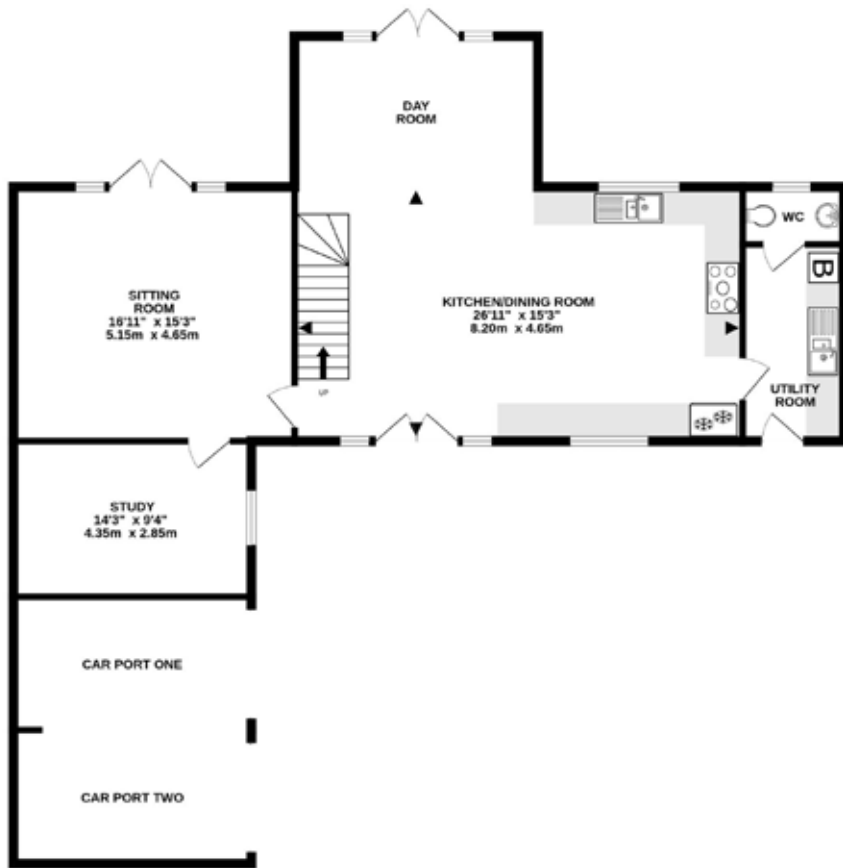 DAY
ROOM
WC
B
SITTING
ROOM
16'11" x 15'3"
5.15m x 4.65m
KITCHEN/DINING ROOM
26'11" x 15'3"
8.20m x 4.65m
UP
UTILITY
ROOM
STUDY
14'3" x 9'4"
4.35m x 2.85m
CAR PORT ONE
CAR PORT TWO